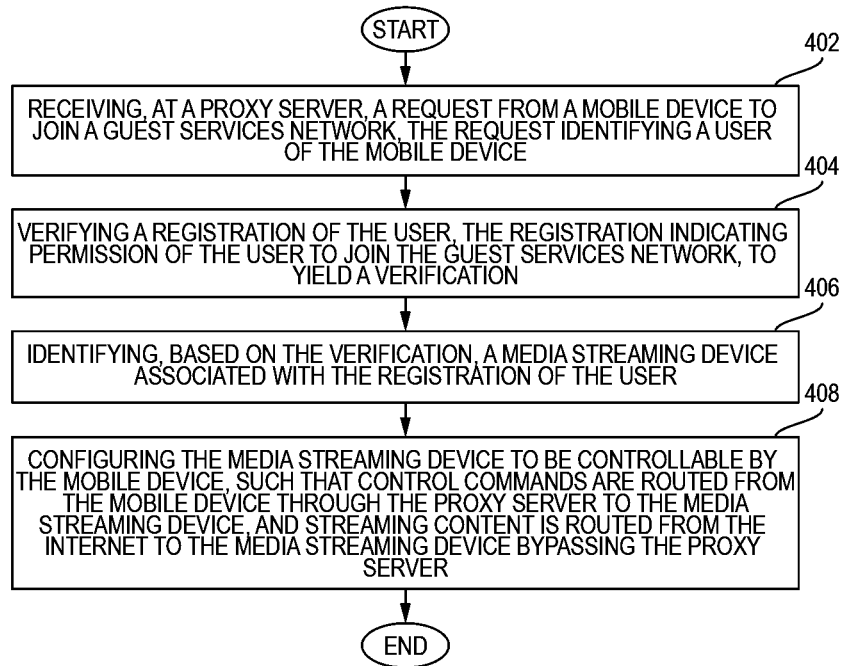 START
402
RECEIVING, AT A PROXY SERVER, A REQUEST FROM A MOBILE DEVICE TO
JOIN A GUEST SERVICES NETWORK, THE REQUEST IDENTIFYING A USER
OF THE MOBILE DEVICE
404
VERIFYING A REGISTRATION OF THE USER, THE REGISTRATION INDICATING
PERMISSION OF THE USER TO JOIN THE GUEST SERVICES NETWORK, TO
YIELD A VERIFICATION
406
IDENTIFYING, BASED ON THE VERIFICATION, A MEDIA STREAMING DEVICE
ASSOCIATED WITH THE REGISTRATION OF THE USER
408
CONFIGURING THE MEDIA STREAMING DEVICE TO BE CONTROLLABLE BY
THE MOBILE DEVICE, SUCH THAT CONTROL COMMANDS ARE ROUTED FROM
THE MOBILE DEVICE THROUGH THE PROXY SERVER TO THE MEDIA
STREAMING DEVICE, AND STREAMING CONTENT IS ROUTED FROM THE
INTERNET TO THE MEDIA STREAMING DEVICE BYPASSING THE PROXY
SERVER
END